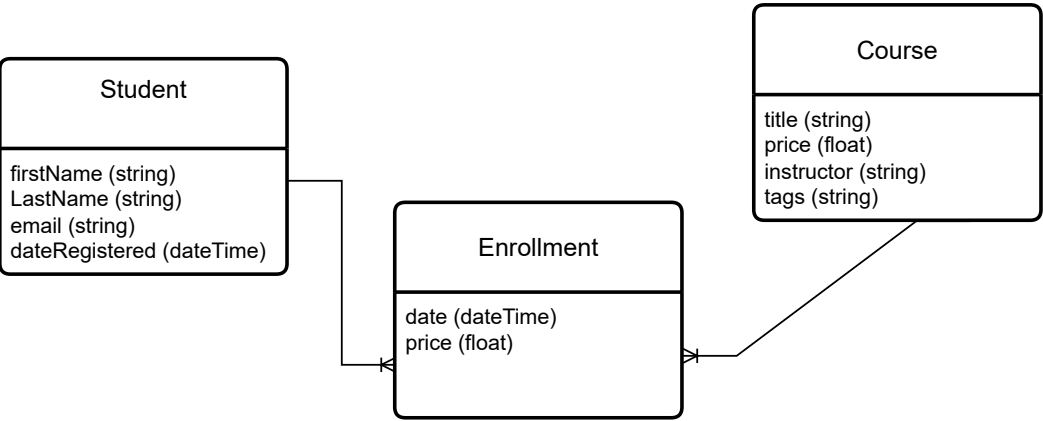 Student
firstName (string)
LastName (string)
email (string)
dateRegistered (dateTime)
Enrollment
date (dateTime)
price (float)
Course
title (string)
price (float)
instructor (string)
tags (string)